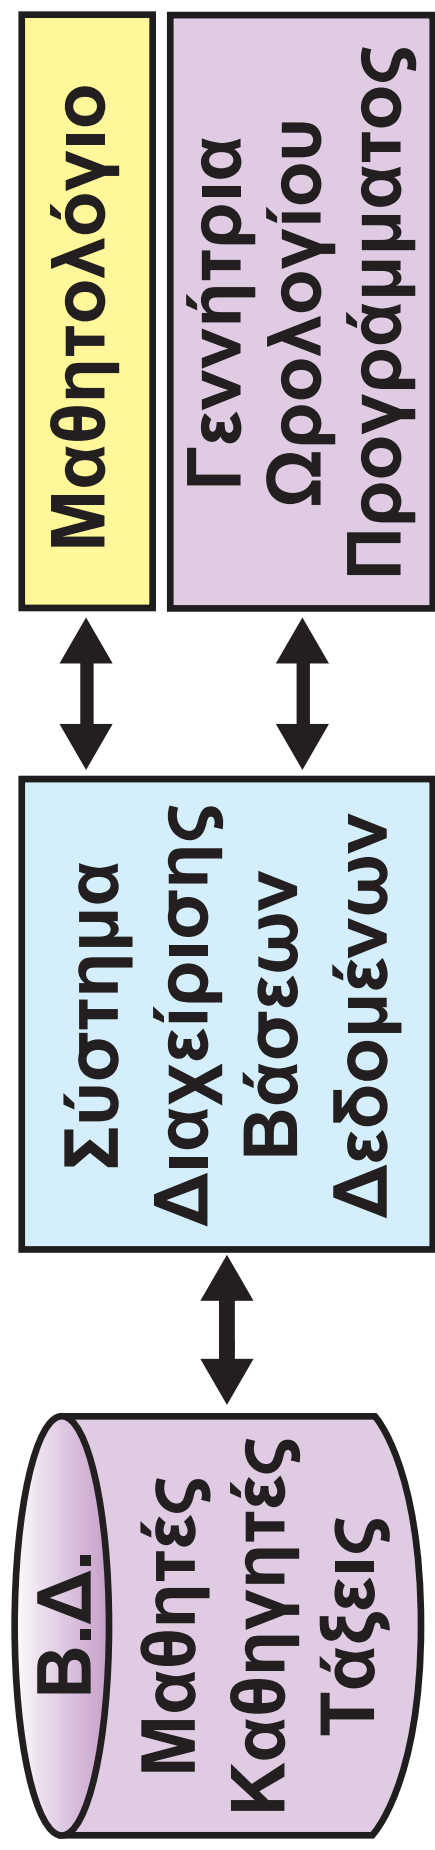 Β.Δ.
Μαθητές
Καθηγητές
Τάξεις
Σύστημα
Διαχείρισης
Βάσεων
Δεδομένων
Μαθητολόγιο
Γεννήτρια
Ωρολογίου
Προγράμματος